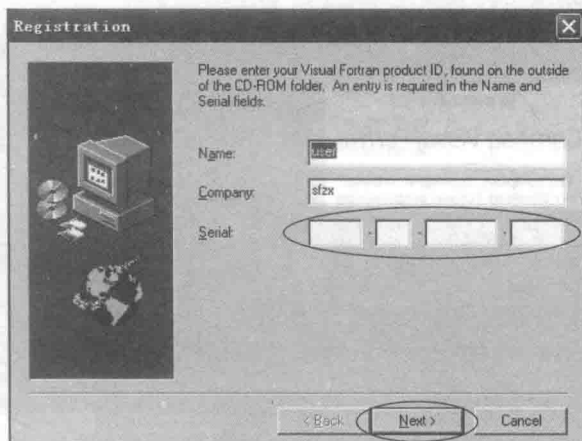 Registration
Please enter your Visual Fortran product ID, found on the outside
of the CD-ROM folder. An entry is required in the Name and
Serial fields.
Name:
user
Company:
sfzx
Serial:
- - -
< Back
Next >
Cancel